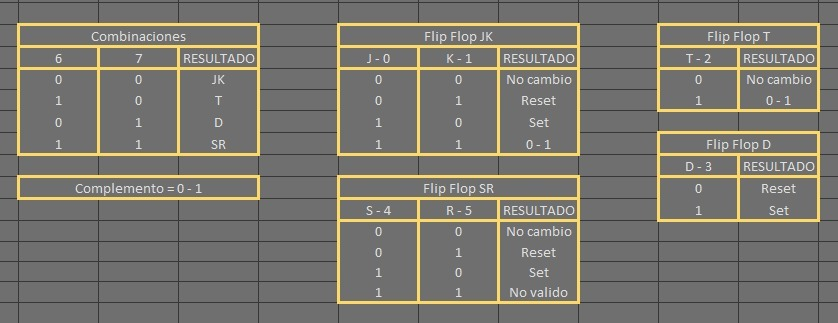 Combinaciones
6 7 RESULTADO
0 0 JK
1 0 T
0 1 D
1 1 SR
Complemento = 0 - 1
Flip Flop JK
J - 0 K - 1 RESULTADO
0 0 No cambio
0 1 Reset
1 0 Set
1 1 0 - 1
Flip Flop SR
S - 4 R - 5 RESULTADO
0 0 No cambio
0 1 Reset
1 0 Set
1 1 No valido
Flip Flop T
T - 2 RESULTADO
0 No cambio
1 0 - 1
Flip Flop D
D - 3 RESULTADO
0 Reset
1 Set